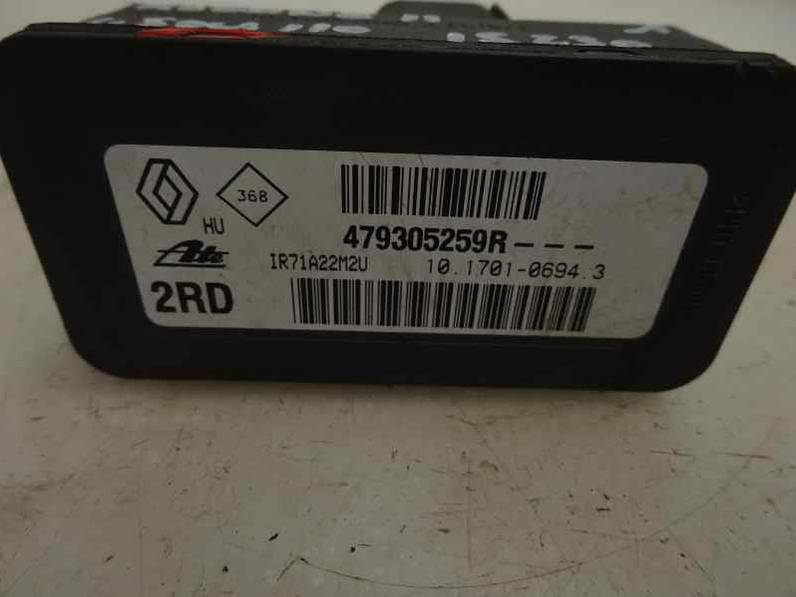 368
HU
479305259R---
Ate
IR71A22M2U 10.1701-0694.3
2RD